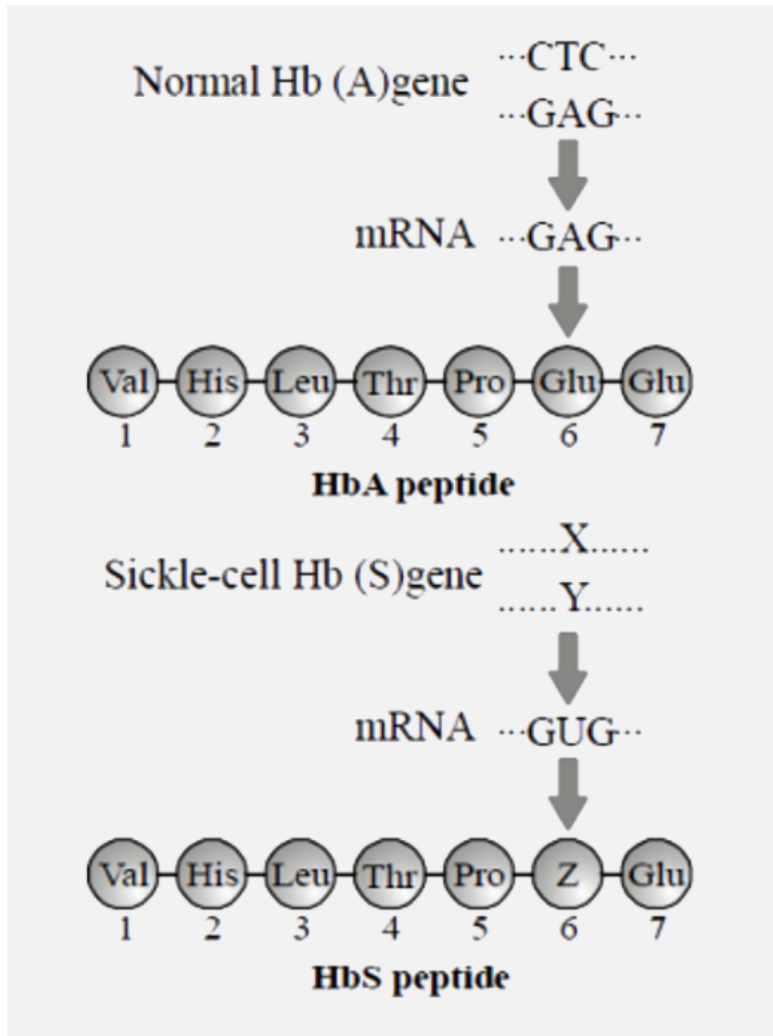 ···CTC···
Normal Hb (A)gene
···GAG···
mRNA ···GAG···
Val His Leu Thr Pro Glu Glu
1 2 3 4 5 6 7
HbA peptide
......X......
Sickle-cell Hb (S)gene
......Y......
mRNA ···GUG···
Val His Leu Thr Pro Z Glu
1 2 3 4 5 6 7
HbS peptide